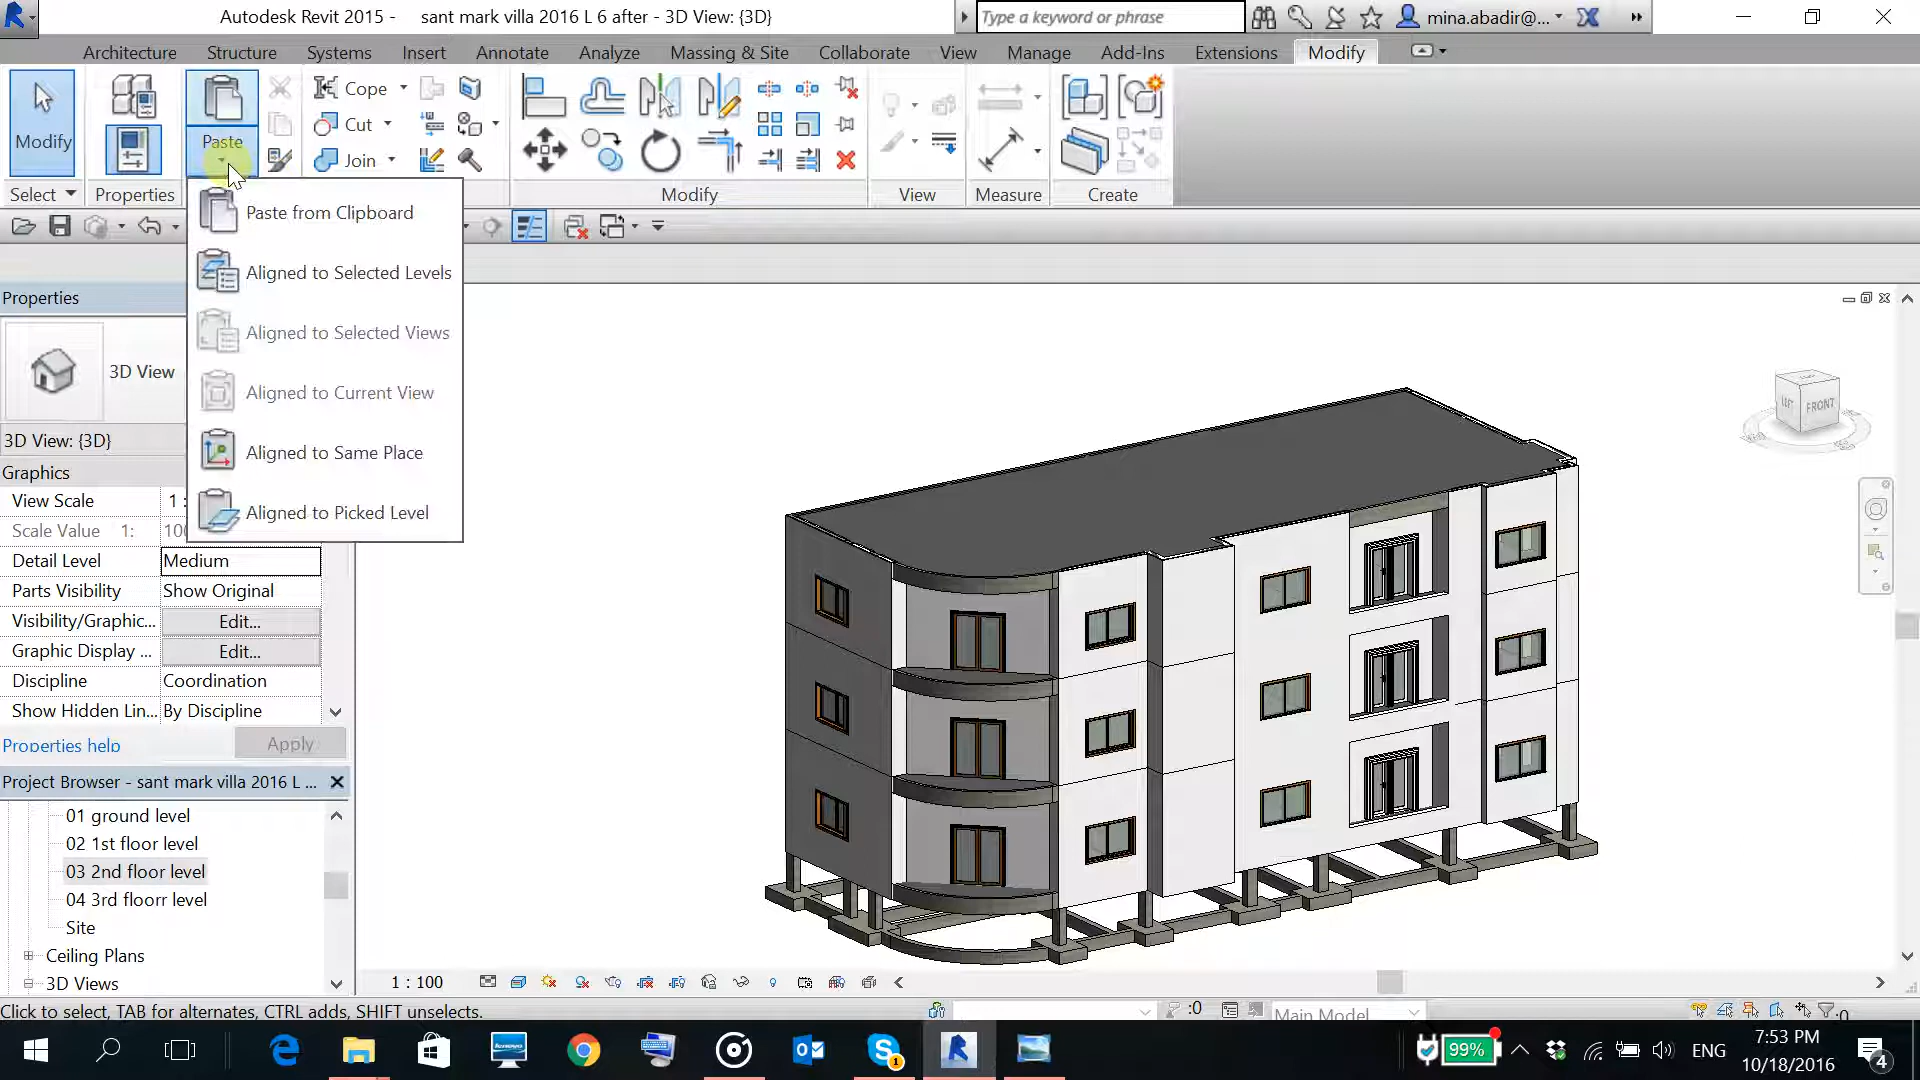 Autodesk Revit 2015 - sant mark villa 2016 L 6 after - 3D View: {3D}
Type a keyword or phrase
mina.abadir@...
Architecture Structure Systems Insert Annotate Analyze Massing & Site Collaborate View Manage Add-Ins Extensions Modify
Modify
Paste
Cope
Cut
Join
Select Properties Modify View Measure Create
Paste from Clipboard
Aligned to Selected Levels
Aligned to Selected Views
Aligned to Current View
Aligned to Same Place
Aligned to Picked Level
Properties
3D View
3D View: {3D}
Graphics
View Scale 1 :
Scale Value 1: 100
Detail Level Medium
Parts Visibility Show Original
Visibility/Graphic... Edit...
Graphic Display ... Edit...
Discipline Coordination
Show Hidden Lin... By Discipline
Properties help Apply
Project Browser - sant mark villa 2016 L ...
01 ground level
02 1st floor level
03 2nd floor level
04 3rd floorr level
Site
Ceiling Plans
3D Views
LEFT FRONT
1 : 100
Click to select, TAB for alternates, CTRL adds, SHIFT unselects.
:0
Main Model
:0
99%
ENG
7:53 PM
10/18/2016
1
4